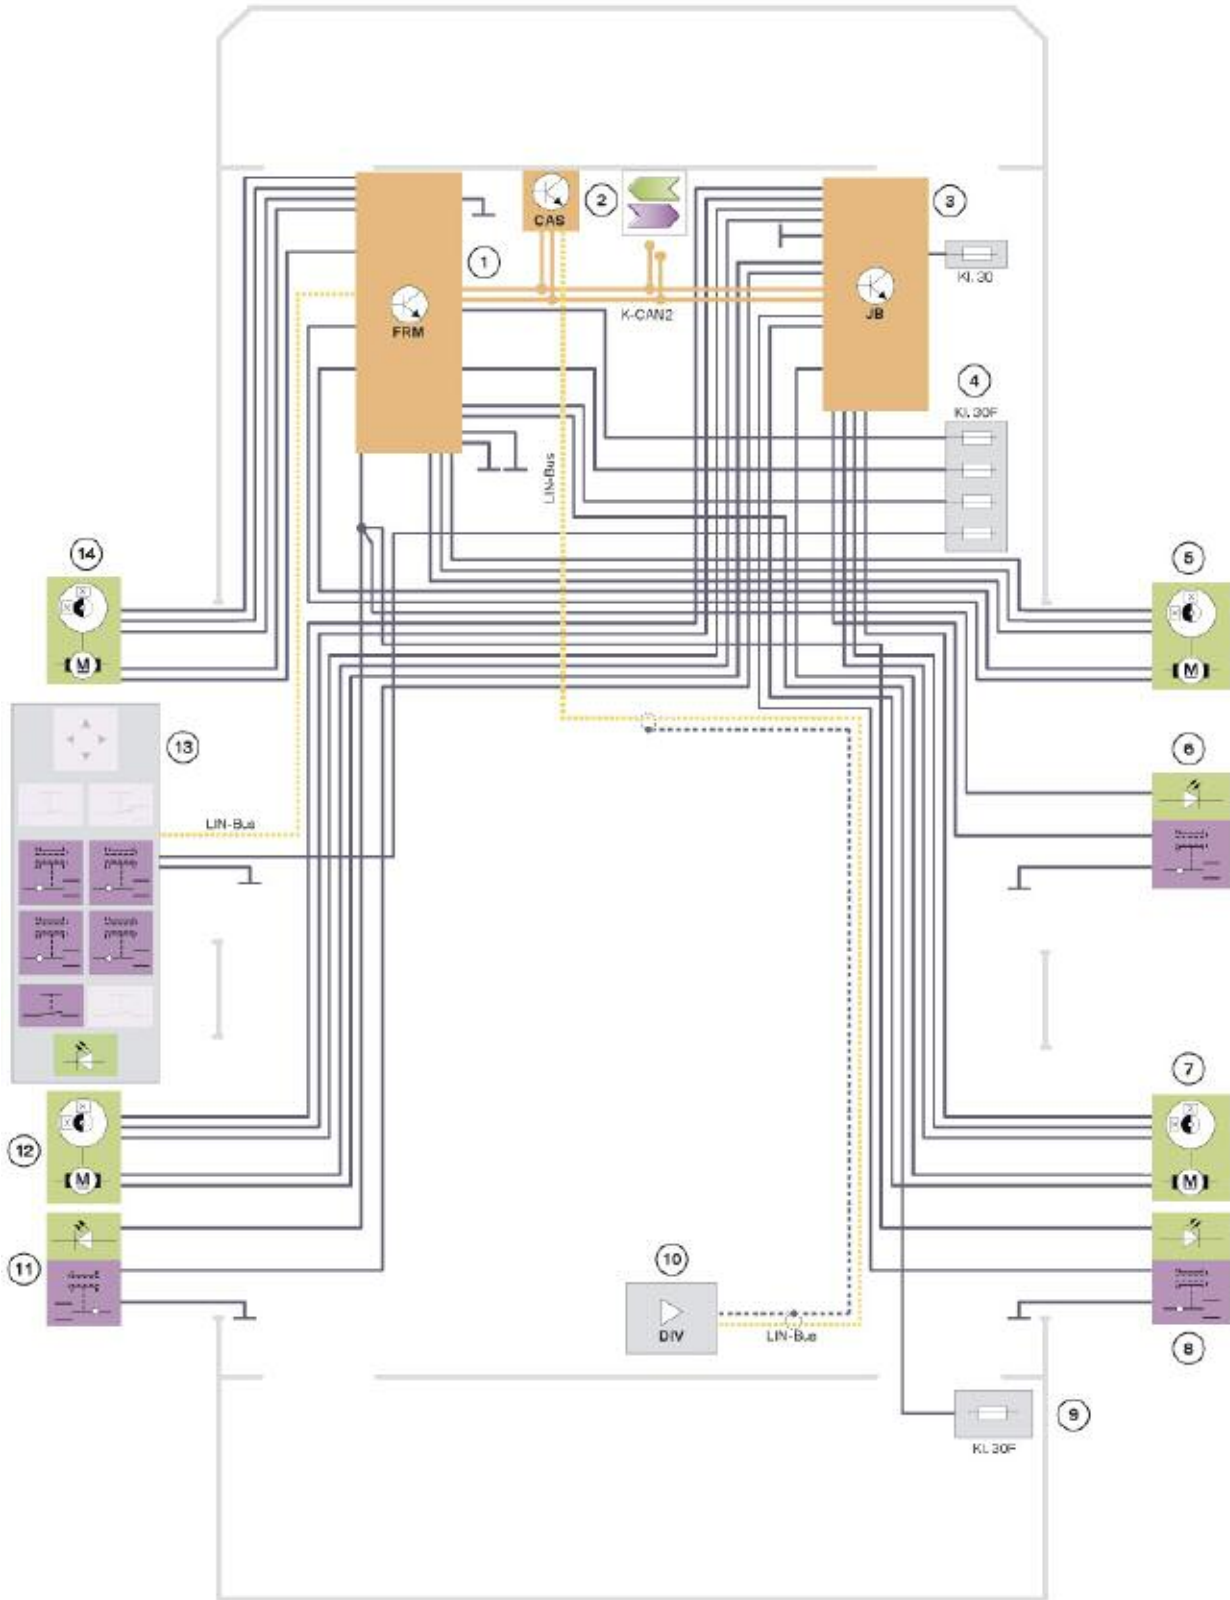 2
CAS
3
1
Kl. 30
FRM
K-CAN2
JB
4
Kl. 30F
LIN-Bus
14
5
M
M
13
6
LIN-Bus
7
12
M
M
11
10
DIV
LIN-Bus
8
9
Kl. 30F